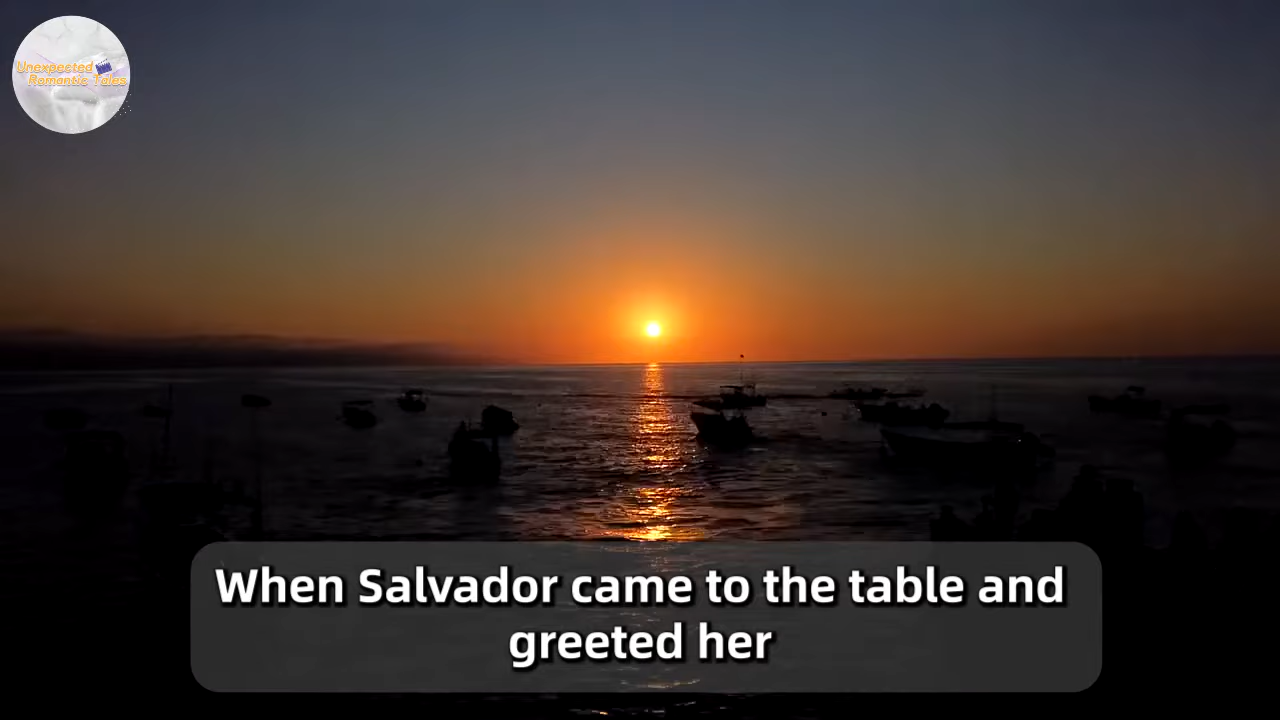 Unexpected
Romantic Tales
When Salvador came to the table and
greeted her